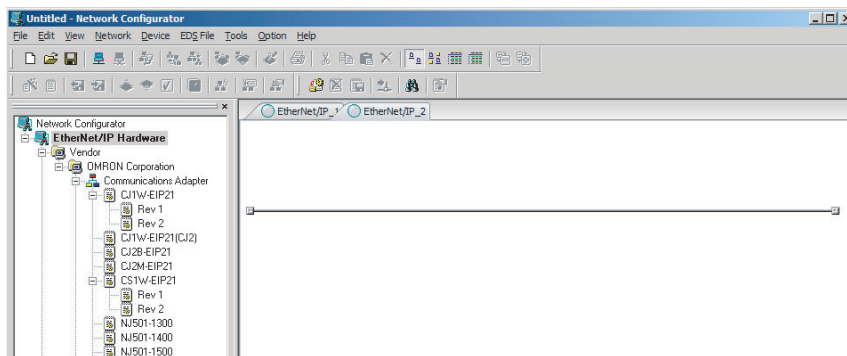 Untitled - Network Configurator
File Edit View Network Device EDS File Tools Option Help
EtherNet/IP_1 EtherNet/IP_2
Network Configurator
EtherNet/IP Hardware
Vendor
OMRON Corporation
Communications Adapter
CJ1W-EIP21
Rev 1
Rev 2
CJ1W-EIP21(CJ2)
CJ2B-EIP21
CJ2M-EIP21
CS1W-EIP21
Rev 1
Rev 2
NJ501-1300
NJ501-1400
NJ501-1500